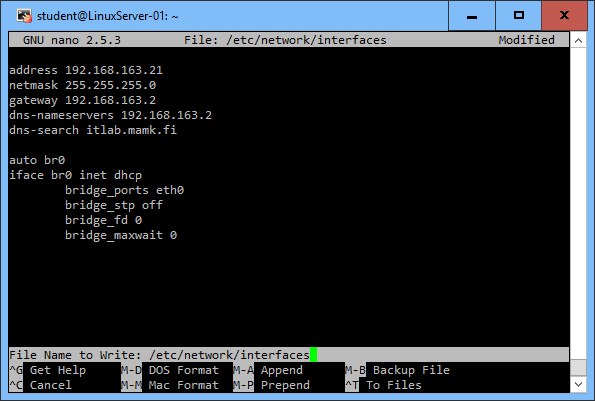 student@LinuxServer-01: ~
GNU nano 2.5.3 File: /etc/network/interfaces Modified
address 192.168.163.21
netmask 255.255.255.0
gateway 192.168.163.2
dns-nameservers 192.168.163.2
dns-search itlab.mamk.fi
auto br0
iface br0 inet dhcp
bridge_ports eth0
bridge_stp off
bridge_fd 0
bridge_maxwait 0
File Name to Write: /etc/network/interfaces
^G Get Help M-D DOS Format M-A Append M-B Backup File
^C Cancel M-M Mac Format M-P Prepend ^T To Files